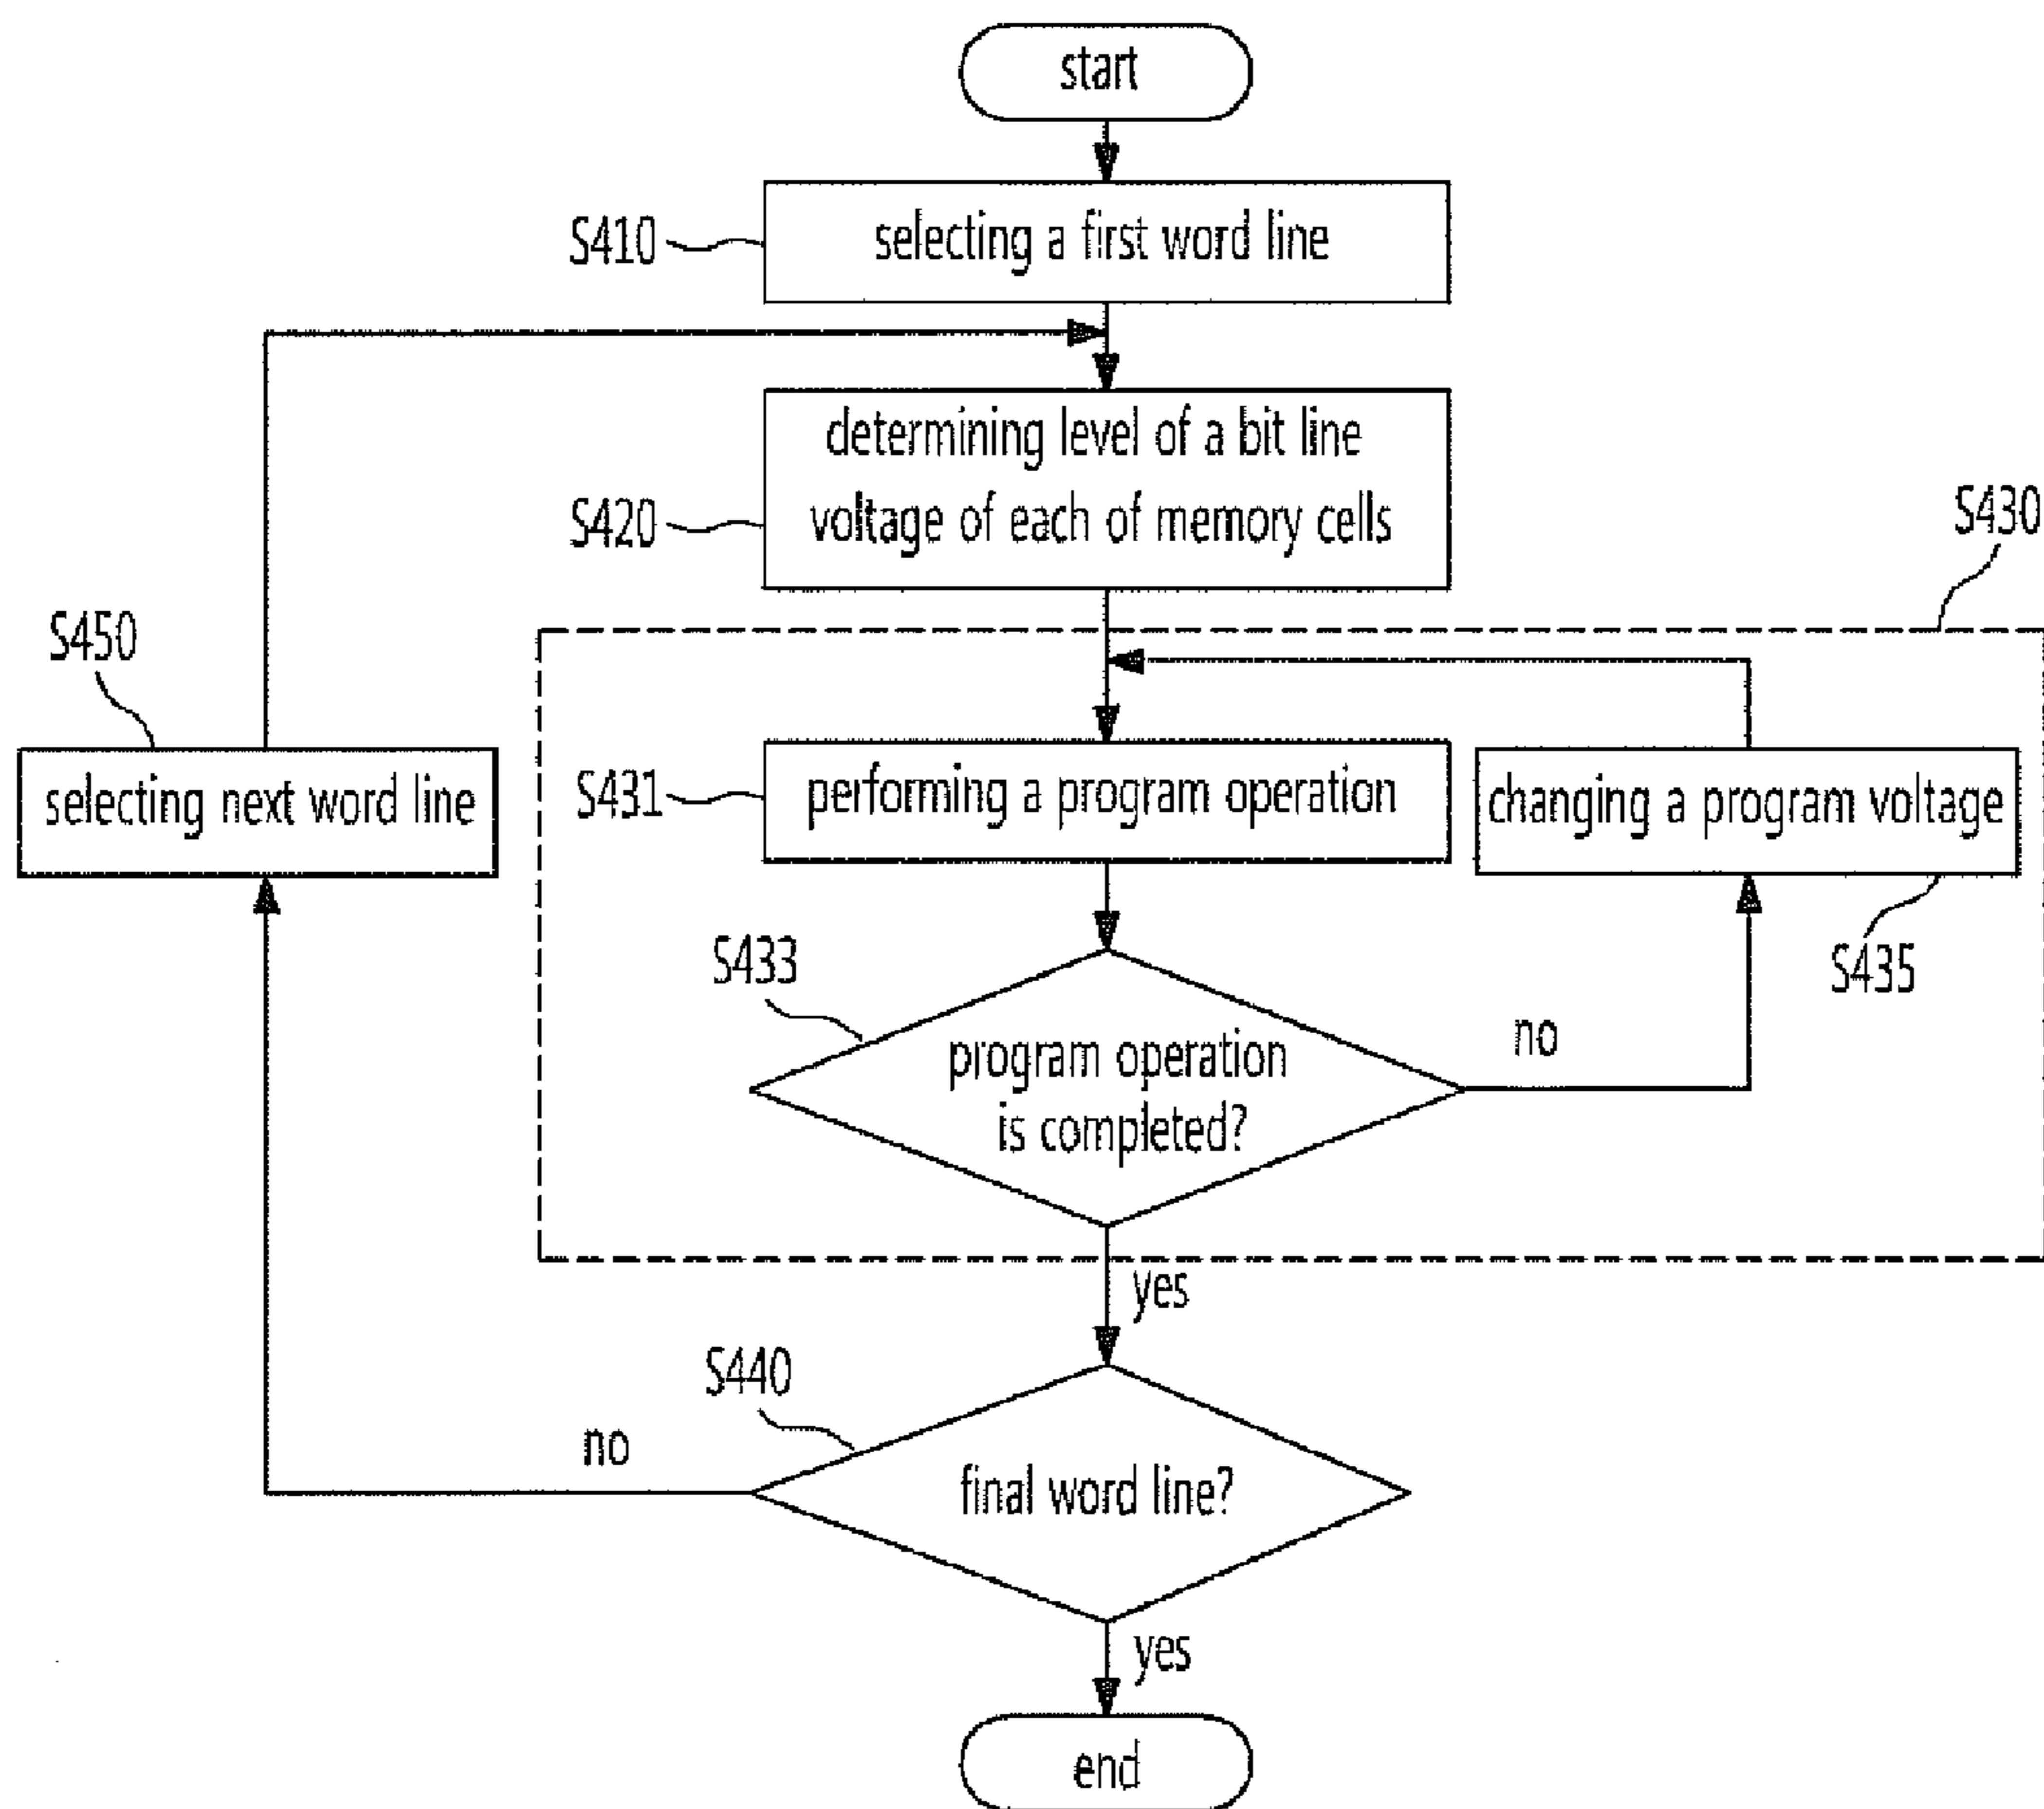 start
S410
selecting a first word line
determining level of a bit line
S420
voltage of each of memory cells
S430
S450
selecting next word line
S431
performing a program operation
changing a program voltage
S433
S435
program operation
is completed?
no
yes
S440
no
final word line?
yes
end